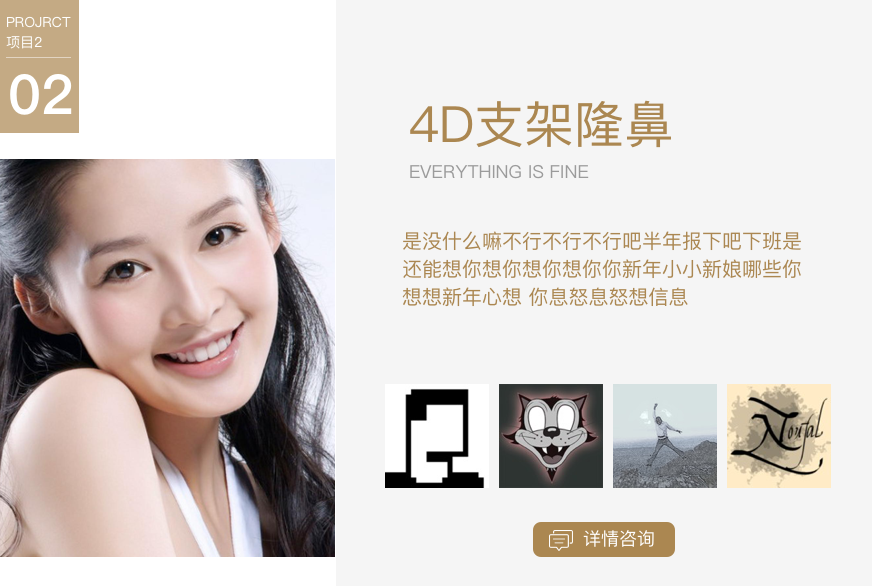 PROJRCT
项目2
02
4D支架隆鼻
EVERYTHING IS FINE
是没什么嘛不行不行不行吧半年报下吧下班是
还能想你想你想你想你你新年小小新娘哪些你
想想新年心想 你息怒息怒想信息
详情咨询